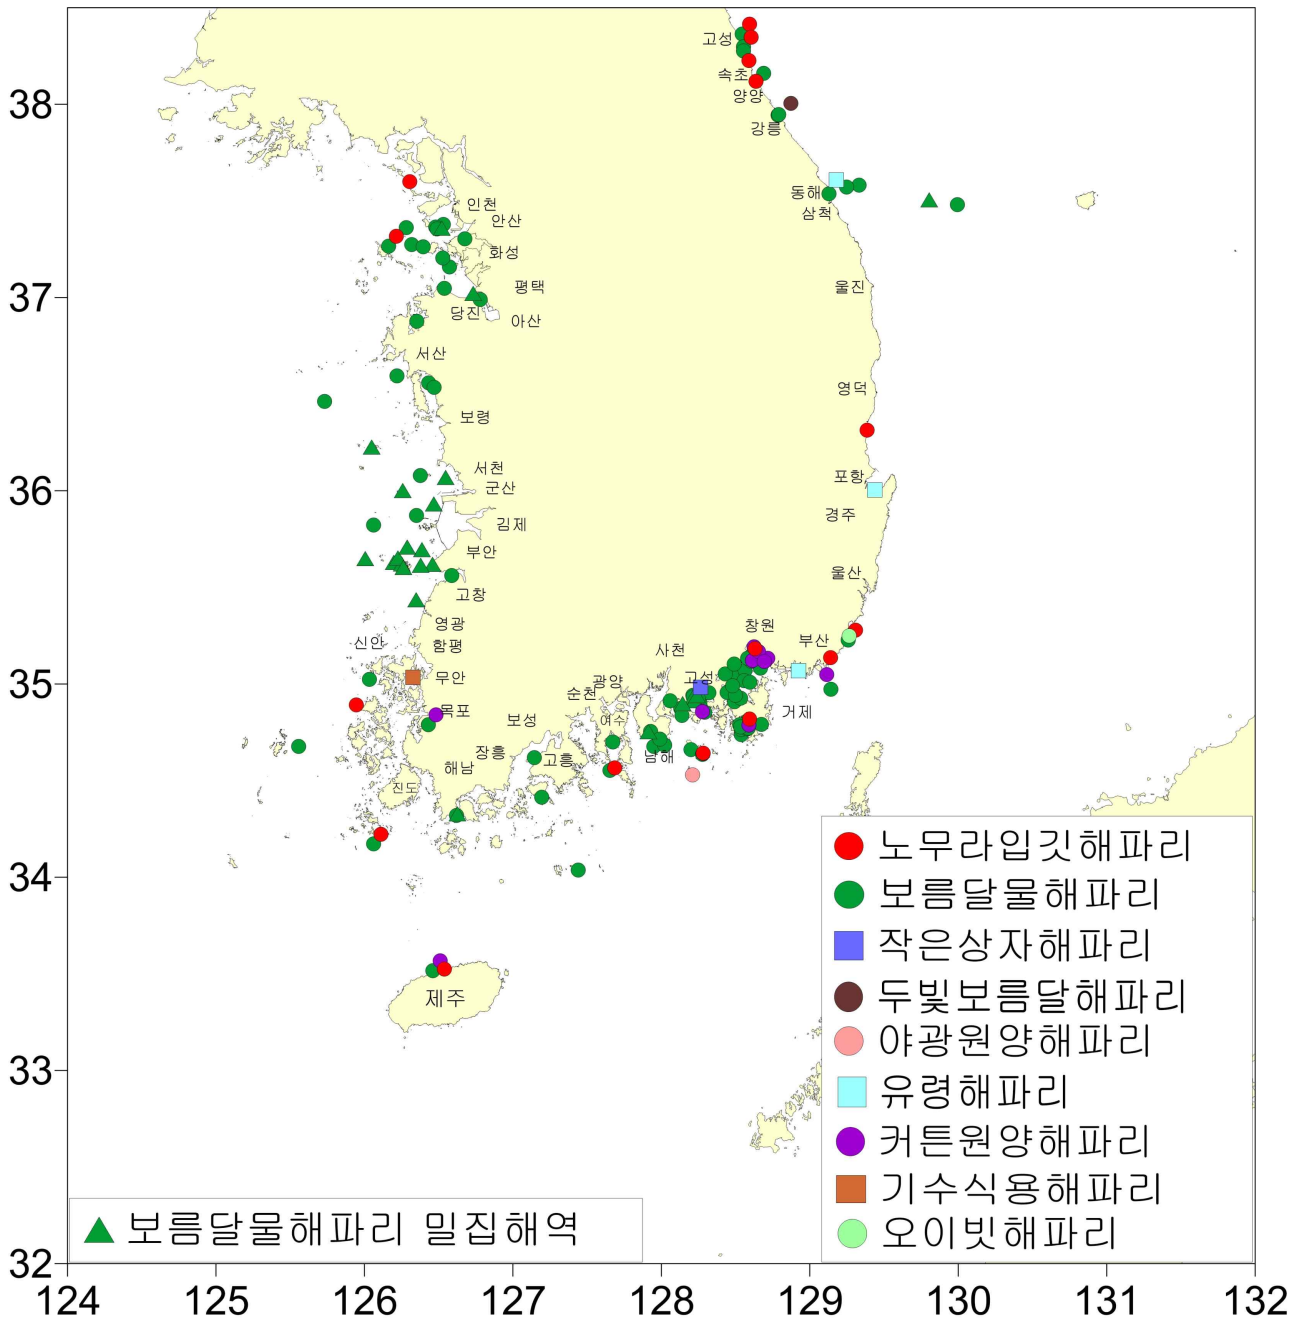 고성
속초
양양
강릉
동해
삼척
울진
영덕
포항
경주
울산
부산
창원
사천
고성
거제
광양
순천
여수
남해
보성
고흥
장흥
해남
진도
목포
무안
신안
함평
영광
고창
부안
김제
군산
서천
보령
서산
당진
아산
평택
화성
안산
인천
제주
38
37
36
35
34
33
32
124 125 126 127 128 129 130 131 132
노무라입깃해파리
보름달물해파리
작은상자해파리
두빛보름달해파리
야광원양해파리
유령해파리
커튼원양해파리
기수식용해파리
오이빗해파리
보름달물해파리 밀집해역